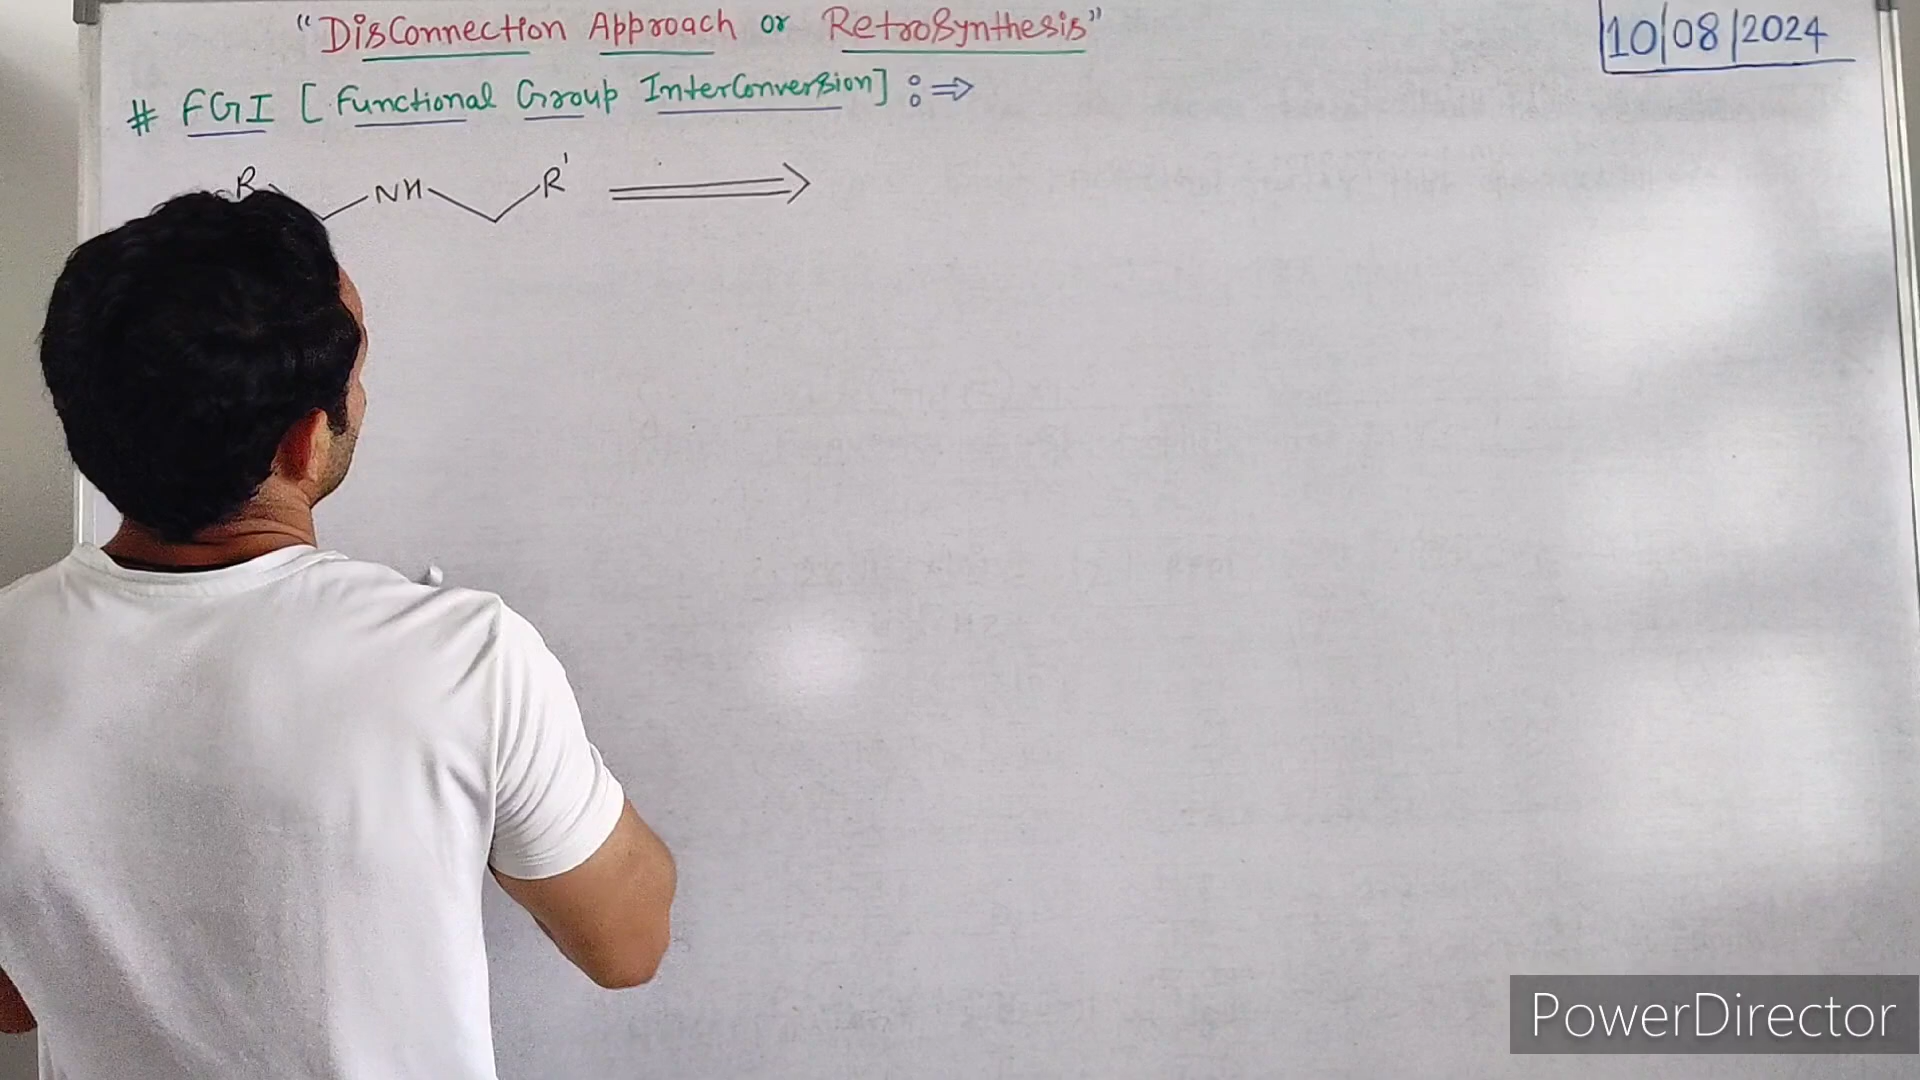 “Disconnection Approach or Retrosynthesis”
10/08/2024
# FGI [Functional Group InterConversion] : ⇒
R NH R' ⇒
PowerDirector